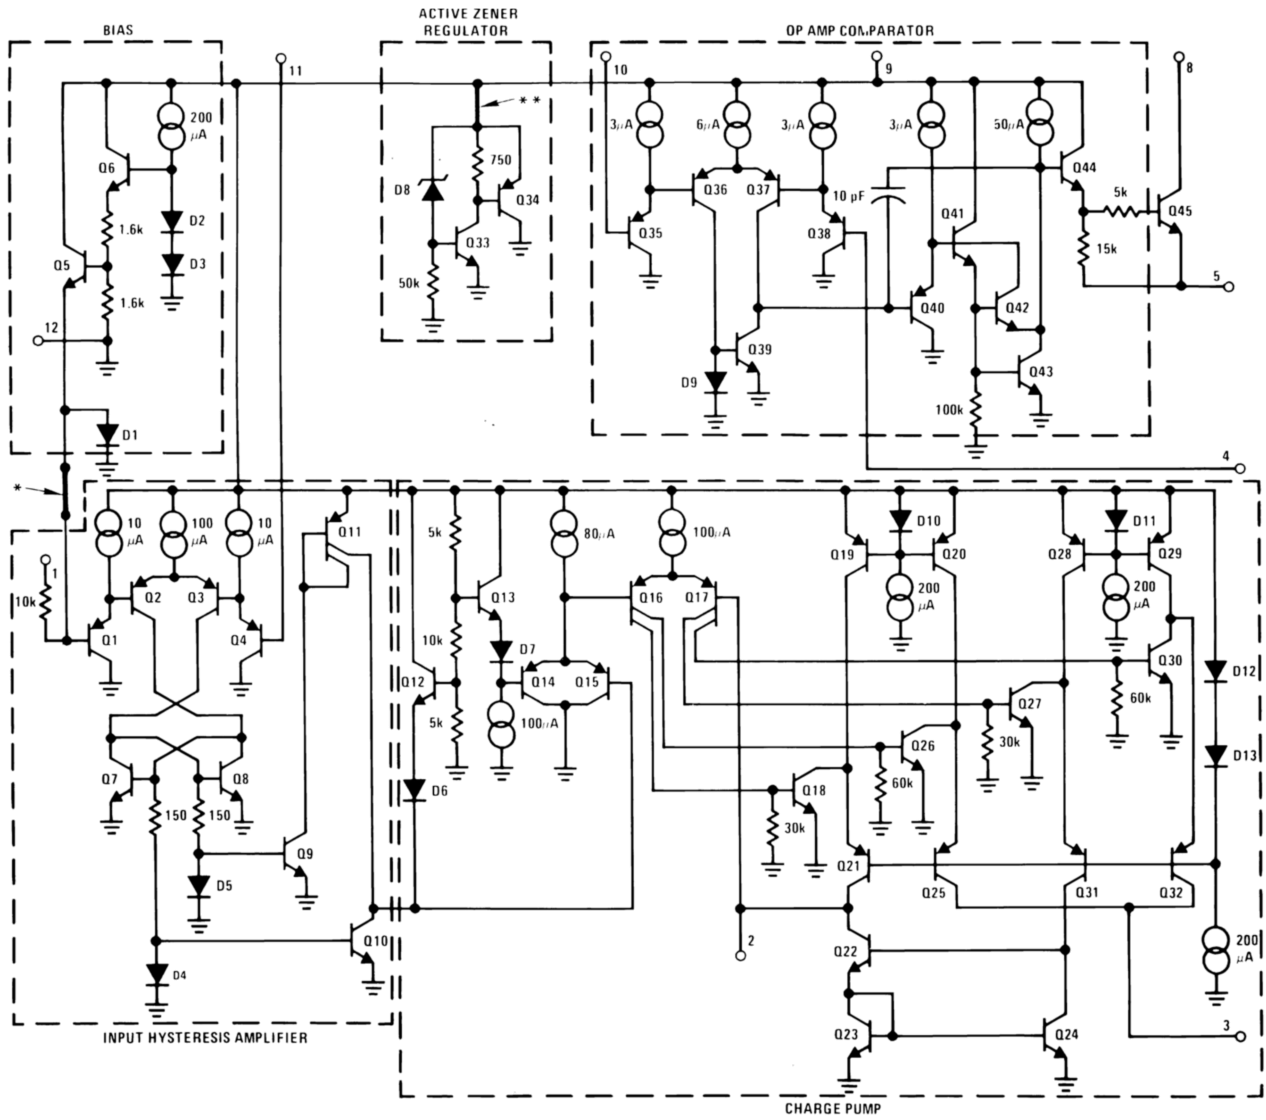 ACTIVE ZENER
REGULATOR
BIAS
OP AMP COMPARATOR
11
10
9
8
200
µA
* *
3µA
6µA
3µA
3µA
50µA
Q6
750
D8
Q34
Q36
Q37
10 pF
Q44
5k
D2
1.6k
Q35
Q38
Q41
Q45
Q5
D3
Q33
15k
50k
5
1.6k
Q40
Q42
12
Q39
D9
Q43
100k
D1
4
*
10
µA
100
µA
10
µA
Q11
5k
80µA
100µA
D10
D11
Q19
Q20
Q28
Q29
1
200
µA
200
µA
10k
Q2
Q3
Q13
Q16
Q17
Q1
Q4
10k
D7
Q30
D12
Q12
Q14
Q15
60k
Q27
5k
100µA
30k
Q26
D13
Q7
Q8
D6
Q18
60k
150
150
30k
Q9
Q21
Q25
Q31
Q32
D5
2
200
µA
Q10
Q22
D4
3
INPUT HYSTERESIS AMPLIFIER
Q23
Q24
CHARGE PUMP